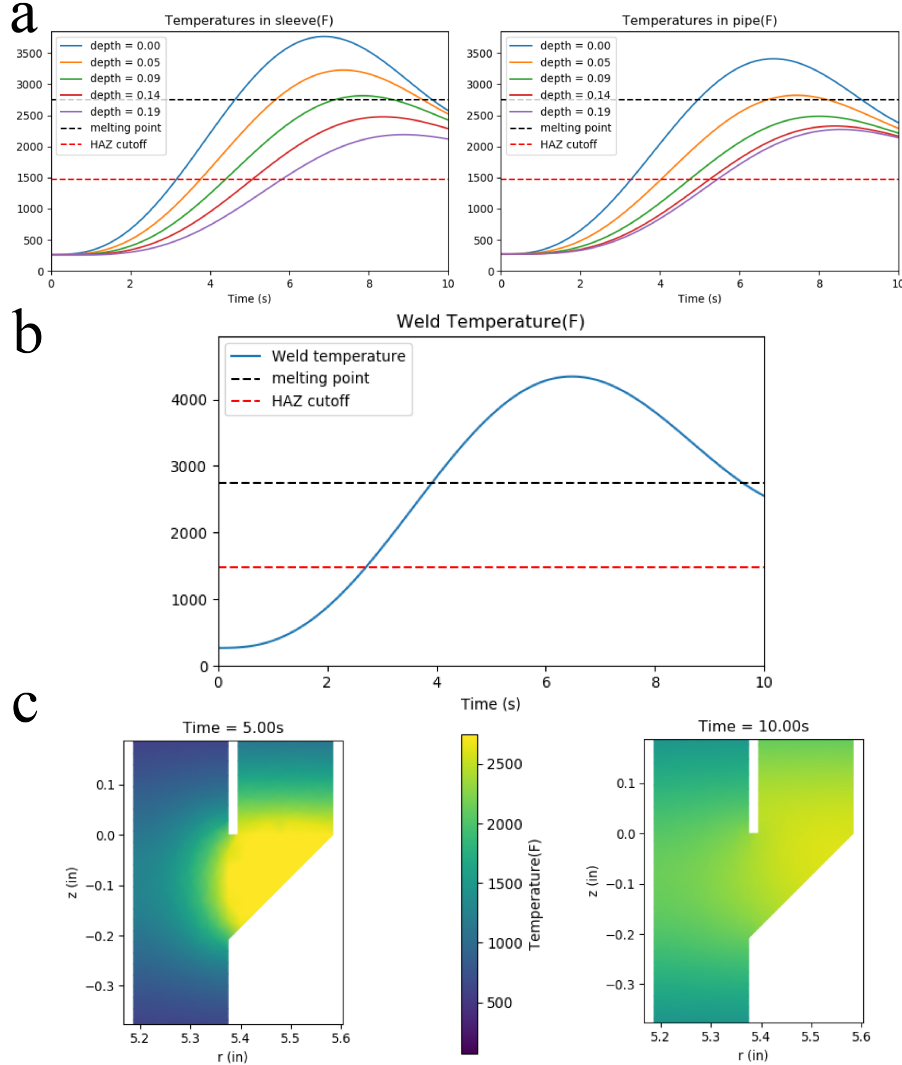 a
Temperatures in sleeve(F)
3500
3000
2500
2000
1500
1000
500
0
depth = 0.00
depth = 0.05
depth = 0.09
depth = 0.14
depth = 0.19
melting point
HAZ cutoff
0 2 4 6 8 10
Time (s)
Temperatures in pipe(F)
3500
3000
2500
2000
1500
1000
500
0
depth = 0.00
depth = 0.05
depth = 0.09
depth = 0.14
depth = 0.19
melting point
HAZ cutoff
0 2 4 6 8 10
Time (s)
b
Weld Temperature(F)
4000
3000
2000
1000
0
Weld temperature
melting point
HAZ cutoff
0 2 4 6 8 10
Time (s)
c
Time = 5.00s
z (in)
0.1
0.0
−0.1
−0.2
−0.3
5.2 5.3 5.4 5.5 5.6
r (in)
2500
2000
1500
1000
500
Temperature(F)
Time = 10.00s
z (in)
0.1
0.0
−0.1
−0.2
−0.3
5.2 5.3 5.4 5.5 5.6
r (in)